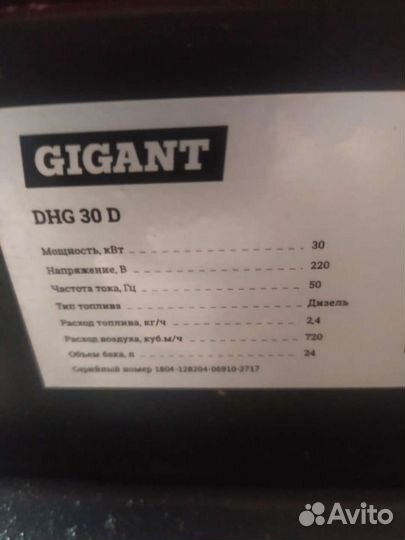 GIGANT
DHG 30 D
Мощность, кВт 30
Напряжение, В 220
Частота тока, Гц 50
Тип топлива Дизель
Расход топлива, кг/ч 2,4
Расход воздуха, куб.м/ч 720
Объем бака, л 24
Серийный номер 1804-128204-06910-2717
Avito